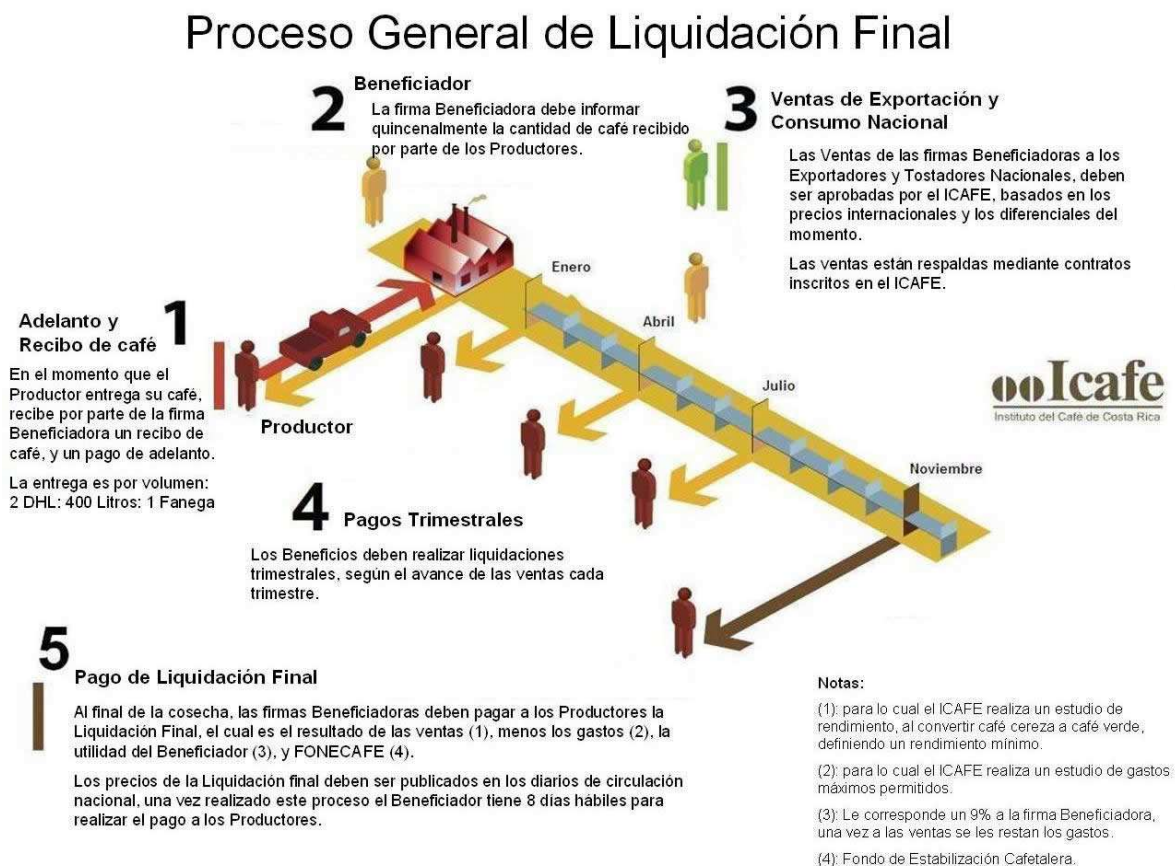 Proceso General de Liquidación Final
2
Beneficiador
La firma Beneficiadora debe informar
quincenalmente la cantidad de café recibido
por parte de los Productores.
3
Ventas de Exportación y
Consumo Nacional
Las Ventas de las firmas Beneficiadoras a los
Exportadores y Tostadores Nacionales, deben
ser aprobadas por el ICAFE, basados en los
precios internacionales y los diferenciales del
momento.
Las ventas están respaldas mediante contratos
inscritos en el ICAFE.
Enero
Abril
Julio
Noviembre
Adelanto y
Recibo de café
1
En el momento que el
Productor entrega su café,
recibe por parte de la firma
Beneficiadora un recibo de
café, y un pago de adelanto.
La entrega es por volumen:
2 DHL: 400 Litros: 1 Fanega
Productor
Icafe
Instituto del Café de Costa Rica
4
Pagos Trimestrales
Los Beneficios deben realizar liquidaciones
trimestrales, según el avance de las ventas cada
trimestre.
5
Pago de Liquidación Final
Al final de la cosecha, las firmas Beneficiadoras deben pagar a los Productores la
Liquidación Final, el cual es el resultado de las ventas (1), menos los gastos (2), la
utilidad del Beneficiador (3), y FONECAFE (4).
Los precios de la Liquidación final deben ser publicados en los diarios de circulación
nacional, una vez realizado este proceso el Beneficiador tiene 8 días hábiles para
realizar el pago a los Productores.
Notas:
(1): para lo cual el ICAFE realiza un estudio de
rendimiento, al convertir café cereza a café verde,
definiendo un rendimiento mínimo.
(2): para lo cual el ICAFE realiza un estudio de gastos
máximos permitidos.
(3): Le corresponde un 9% a la firma Beneficiadora,
una vez a las ventas se les restan los gastos.
(4): Fondo de Estabilización Cafetalera.